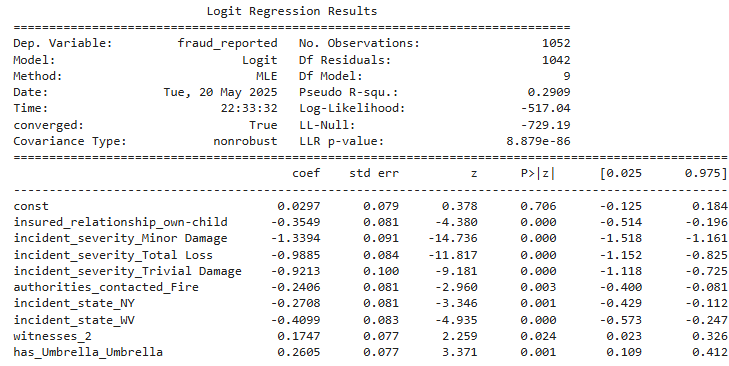 Logit Regression Results
==============================================================================
Dep. Variable: fraud_reported No. Observations: 1052
Model: Logit Df Residuals: 1042
Method: MLE Df Model: 9
Date: Tue, 20 May 2025 Pseudo R-squ.: 0.2909
Time: 22:33:32 Log-Likelihood: -517.04
converged: True LL-Null: -729.19
Covariance Type: nonrobust LLR p-value: 8.879e-86
====================================================================================================
coef std err z P>|z| [0.025 0.975]
----------------------------------------------------------------------------------------------------
const 0.0297 0.079 0.378 0.706 -0.125 0.184
insured_relationship_own-child -0.3549 0.081 -4.380 0.000 -0.514 -0.196
incident_severity_Minor Damage -1.3394 0.091 -14.736 0.000 -1.518 -1.161
incident_severity_Total Loss -0.9885 0.084 -11.817 0.000 -1.152 -0.825
incident_severity_Trivial Damage -0.9213 0.100 -9.181 0.000 -1.118 -0.725
authorities_contacted_Fire -0.2406 0.081 -2.960 0.003 -0.400 -0.081
incident_state_NY -0.2708 0.081 -3.346 0.001 -0.429 -0.112
incident_state_WV -0.4099 0.083 -4.935 0.000 -0.573 -0.247
witnesses_2 0.1747 0.077 2.259 0.024 0.023 0.326
has_Umbrella_Umbrella 0.2605 0.077 3.371 0.001 0.109 0.412
====================================================================================================